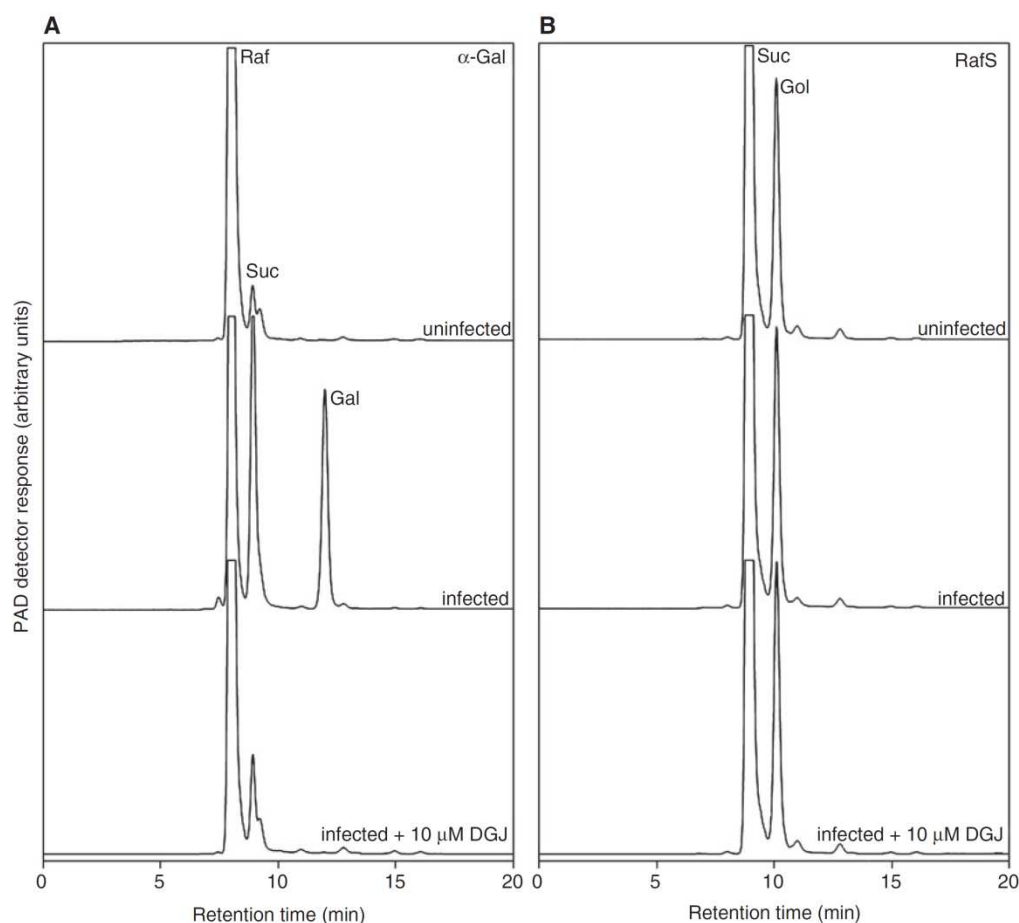 A
Raf
α-Gal
Suc
uninfected
Gal
infected
infected + 10 μM DGJ
0
5
10
15
20
Retention time (min)
PAD detector response (arbitrary units)
B
Suc
RafS
Gol
uninfected
infected
infected + 10 μM DGJ
0
5
10
15
20
Retention time (min)